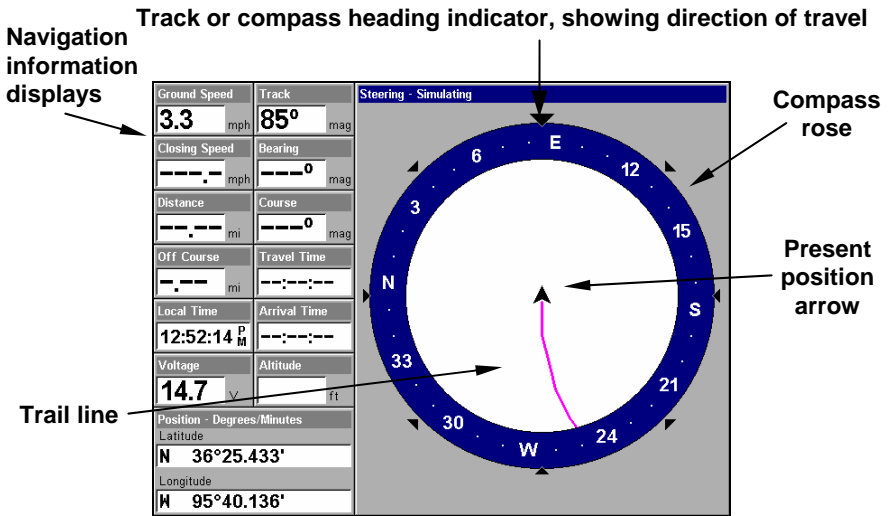 Track or compass heading indicator, showing direction of travel
Navigation
information
displays
Ground Speed
3.3 mph
Track
85° mag
Steering - Simulating
Closing Speed
---.- mph
Bearing
---° mag
Distance
--.-- mi
Course
---° mag
Off Course
-.-- mi
Travel Time
--:--:--
Local Time
12:52:14 PM
Arrival Time
--:--:--
Voltage
14.7 V
Altitude
ft
Position - Degrees/Minutes
Latitude
N 36°25.433'
Longitude
W 95°40.136'
E
12
15
S
21
24
W
30
33
N
3
6
Compass
rose
Present
position
arrow
Trail line